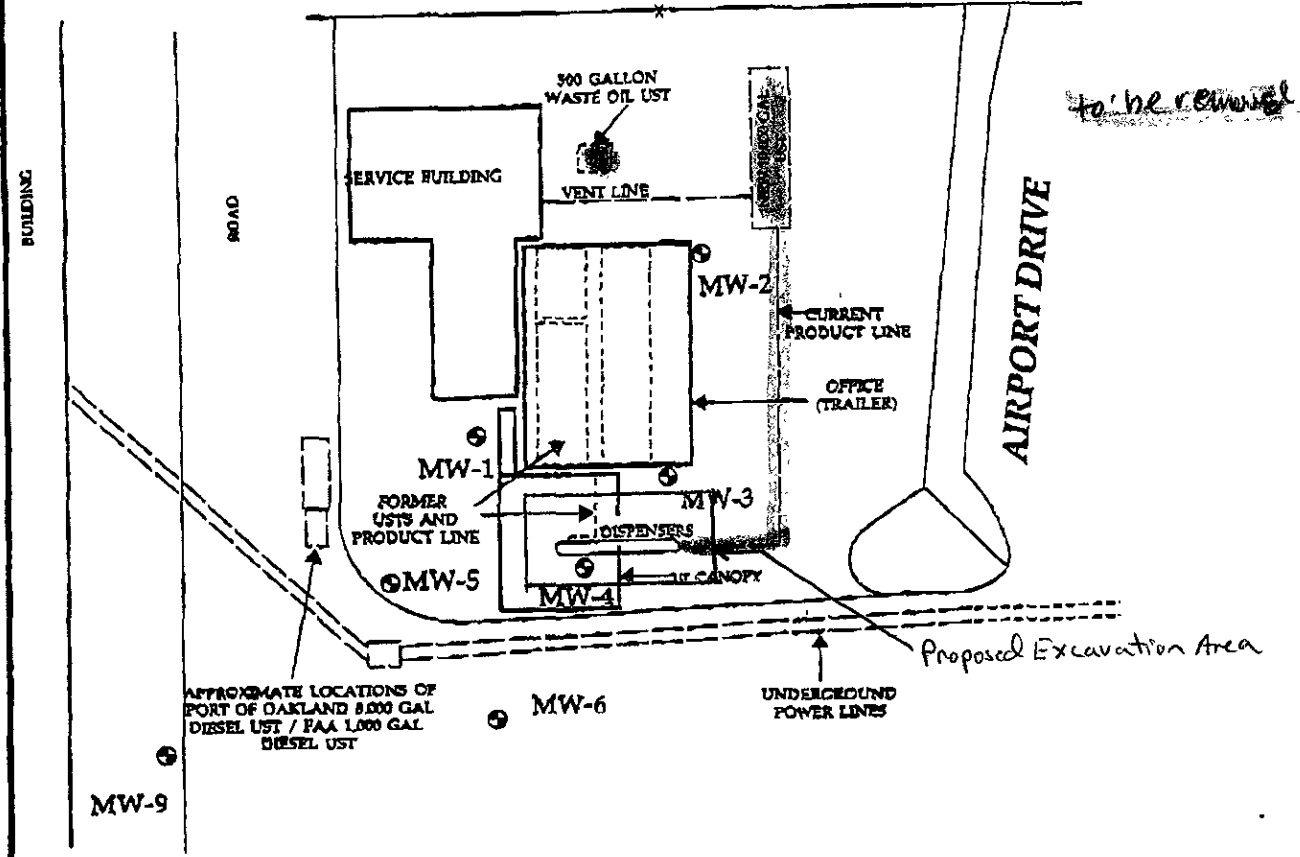 500 GALLON
WASTE OIL UST
to be removed
SERVICE BUILDING
VENT LINE
BUILDING
ROAD
AIRPORT DRIVE
MW-2
CURRENT
PRODUCT LINE
OFFICE
(TRAILER)
MW-1
MW-3
FORMER
USTS AND
PRODUCT LINE
DISPENSERS
MW-5
CANOPY
MW-4
Proposed Excavation Area
APPROXIMATE LOCATIONS OF
PORT OF OAKLAND 8,000 GAL
DIESEL UST / FAA 1,000 GAL
DIESEL UST
MW-6
UNDERGROUND
POWER LINES
MW-9